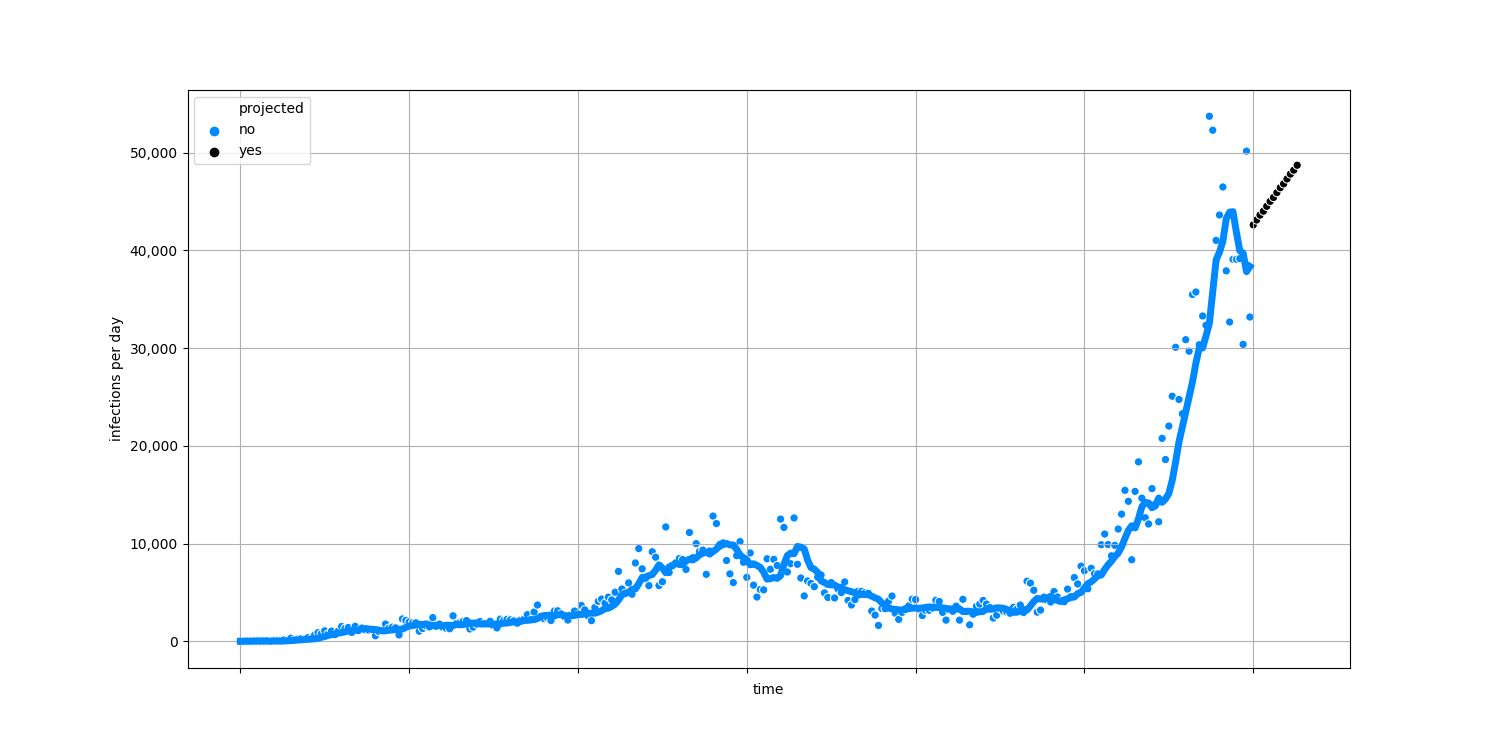 projected
no
yes
50,000
40,000
30,000
20,000
10,000
0
infections per day
time